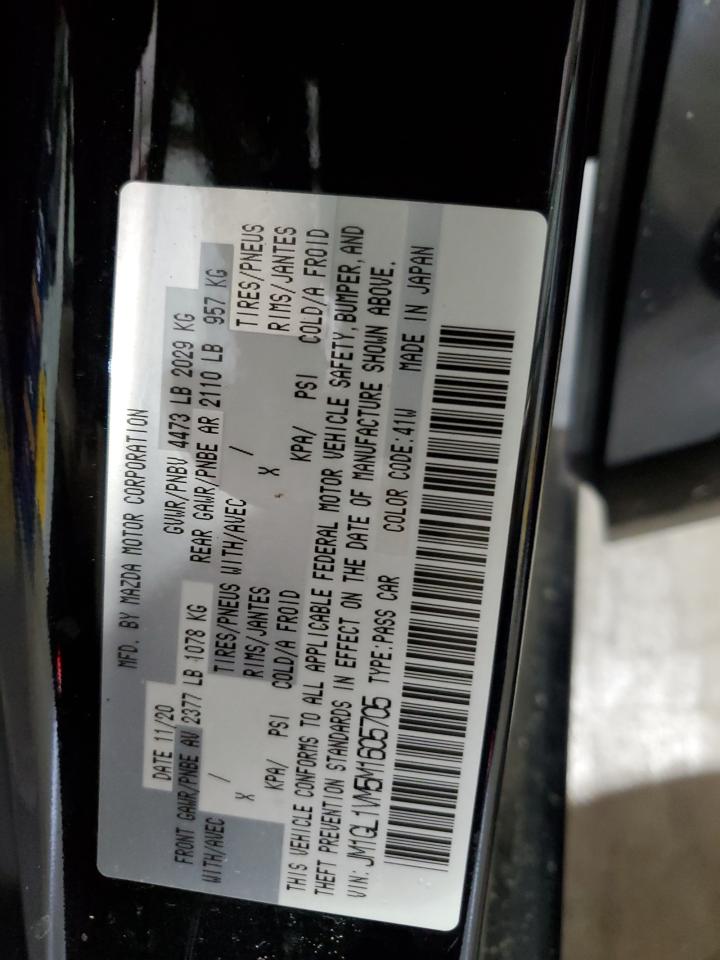 MFD. BY MAZDA MOTOR CORPORATION
DATE 11/20 GVWR/PNBV 4473 LB 2029 KG
FRONT GAWR/PNBE AV 2377 LB 1078 KG REAR GAWR/PNBE AR 2110 LB 957 KG
WITH/AVEC TIRES/PNEUS WITH/AVEC TIRES/PNEUS
X / RIMS/JANTES X / RIMS/JANTES
KPA/ PSI COLD/A FROID KPA/ PSI COLD/A FROID
THIS VEHICLE CONFORMS TO ALL APPLICABLE FEDERAL MOTOR VEHICLE SAFETY, BUMPER, AND
THEFT PREVENTION STANDARDS IN EFFECT ON THE DATE OF MANUFACTURE SHOWN ABOVE.
VIN: JM1GL1VM5M1605705 TYPE:PASS CAR COLOR CODE:41W MADE IN JAPAN